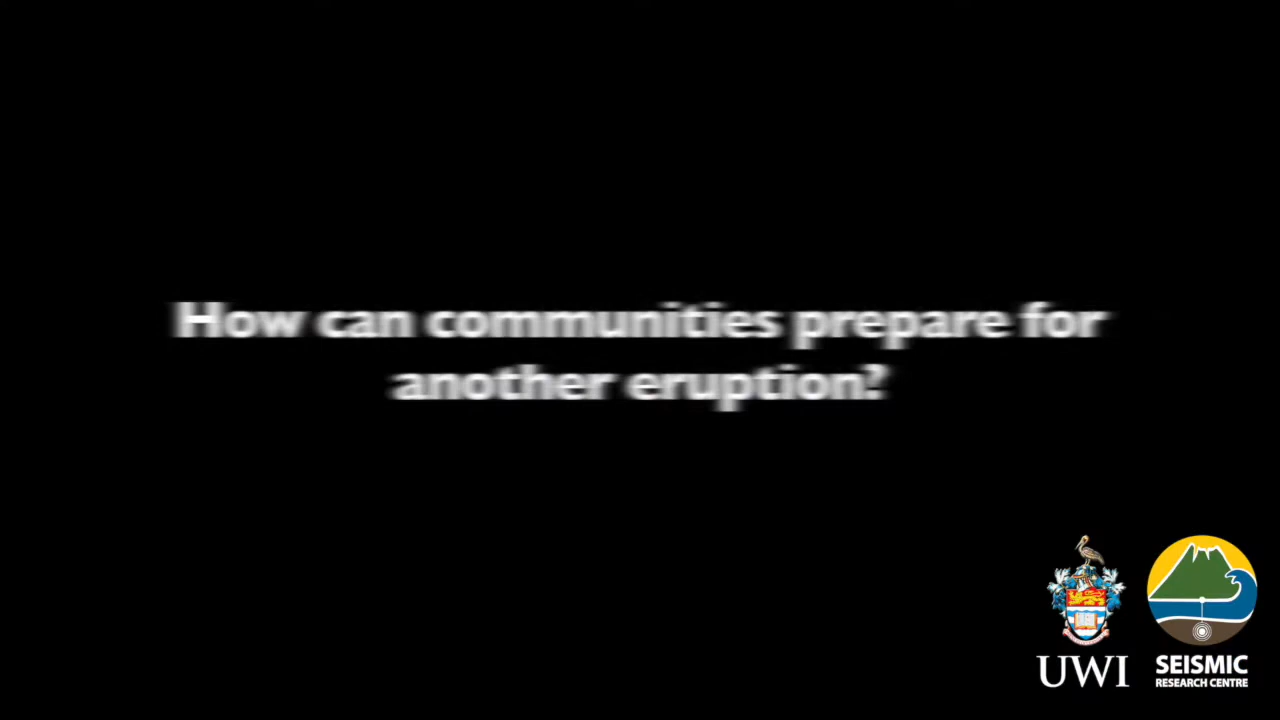 How can communities prepare for
another eruption?
UWI
SEISMIC
RESEARCH CENTRE